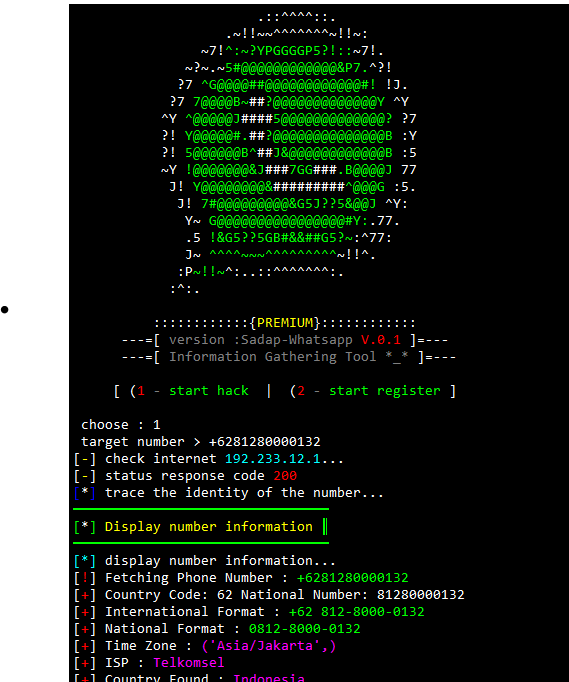 .::^^^^::.
.~!!~~^^^^^^^~!!~:
~7!^:~?YPGGGGP5?!::~7!.
~?~.~5#@@@@@@@@@@@@&P7.^?!
?7 ^G@@@@##@@@@@@@@@@@@#! !J.
?7 7@@@@B~##?@@@@@@@@@@@@@Y ^Y
^Y ^@@@@@J####5@@@@@@@@@@@@@? ?7
?! Y@@@@@#.##?@@@@@@@@@@@@@@B :Y
?! 5@@@@@@B^##J&@@@@@@@@@@@@B :5
~Y !@@@@@@@&J###7GG###.B@@@@J 77
J! Y@@@@@@@@&#########^@@@G :5.
J! 7#@@@@@@@@@&G5J??5&@@J ^Y:
Y~ G@@@@@@@@@@@@@@@@#Y:.77.
.5 !&G5??5GB#&&##G5?~:^77:
J~ ^^^^~~~^^^^^^^^^~!!^.
:P~!!~^:..::^^^^^^^:.
:^:.
::::::::::::{PREMIUM}::::::::::::
---=[ version :Sadap-Whatsapp V.0.1 ]=---
---=[ Information Gathering Tool *_* ]=---
[ (1 - start hack | (2 - start register ]
choose : 1
target number > +6281280000132
[-] check internet 192.233.12.1...
[-] status response code 200
[*] trace the identity of the number...
[*] Display number information
[*] display number information...
[!] Fetching Phone Number : +6281280000132
[+] Country Code: 62 National Number: 81280000132
[+] International Format : +62 812-8000-0132
[+] National Format : 0812-8000-0132
[+] Time Zone : ('Asia/Jakarta',)
[+] ISP : Telkomsel
[+] Country Found : Indonesia